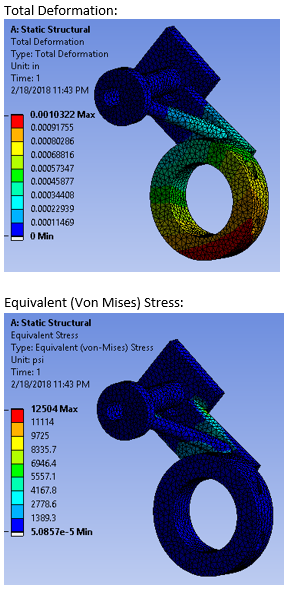 Total Deformation:
A: Static Structural
Total Deformation
Type: Total Deformation
Unit: in
Time: 1
2/18/2018 11:43 PM
0.0010322 Max
0.00091755
0.00080286
0.00068816
0.00057347
0.00045877
0.00034408
0.00022939
0.00011469
0 Min
Equivalent (Von Mises) Stress:
A: Static Structural
Equivalent Stress
Type: Equivalent (von-Mises) Stress
Unit: psi
Time: 1
2/18/2018 11:43 PM
12504 Max
11114
9725
8335.7
6946.4
5557.1
4167.8
2778.6
1389.3
5.0857e-5 Min